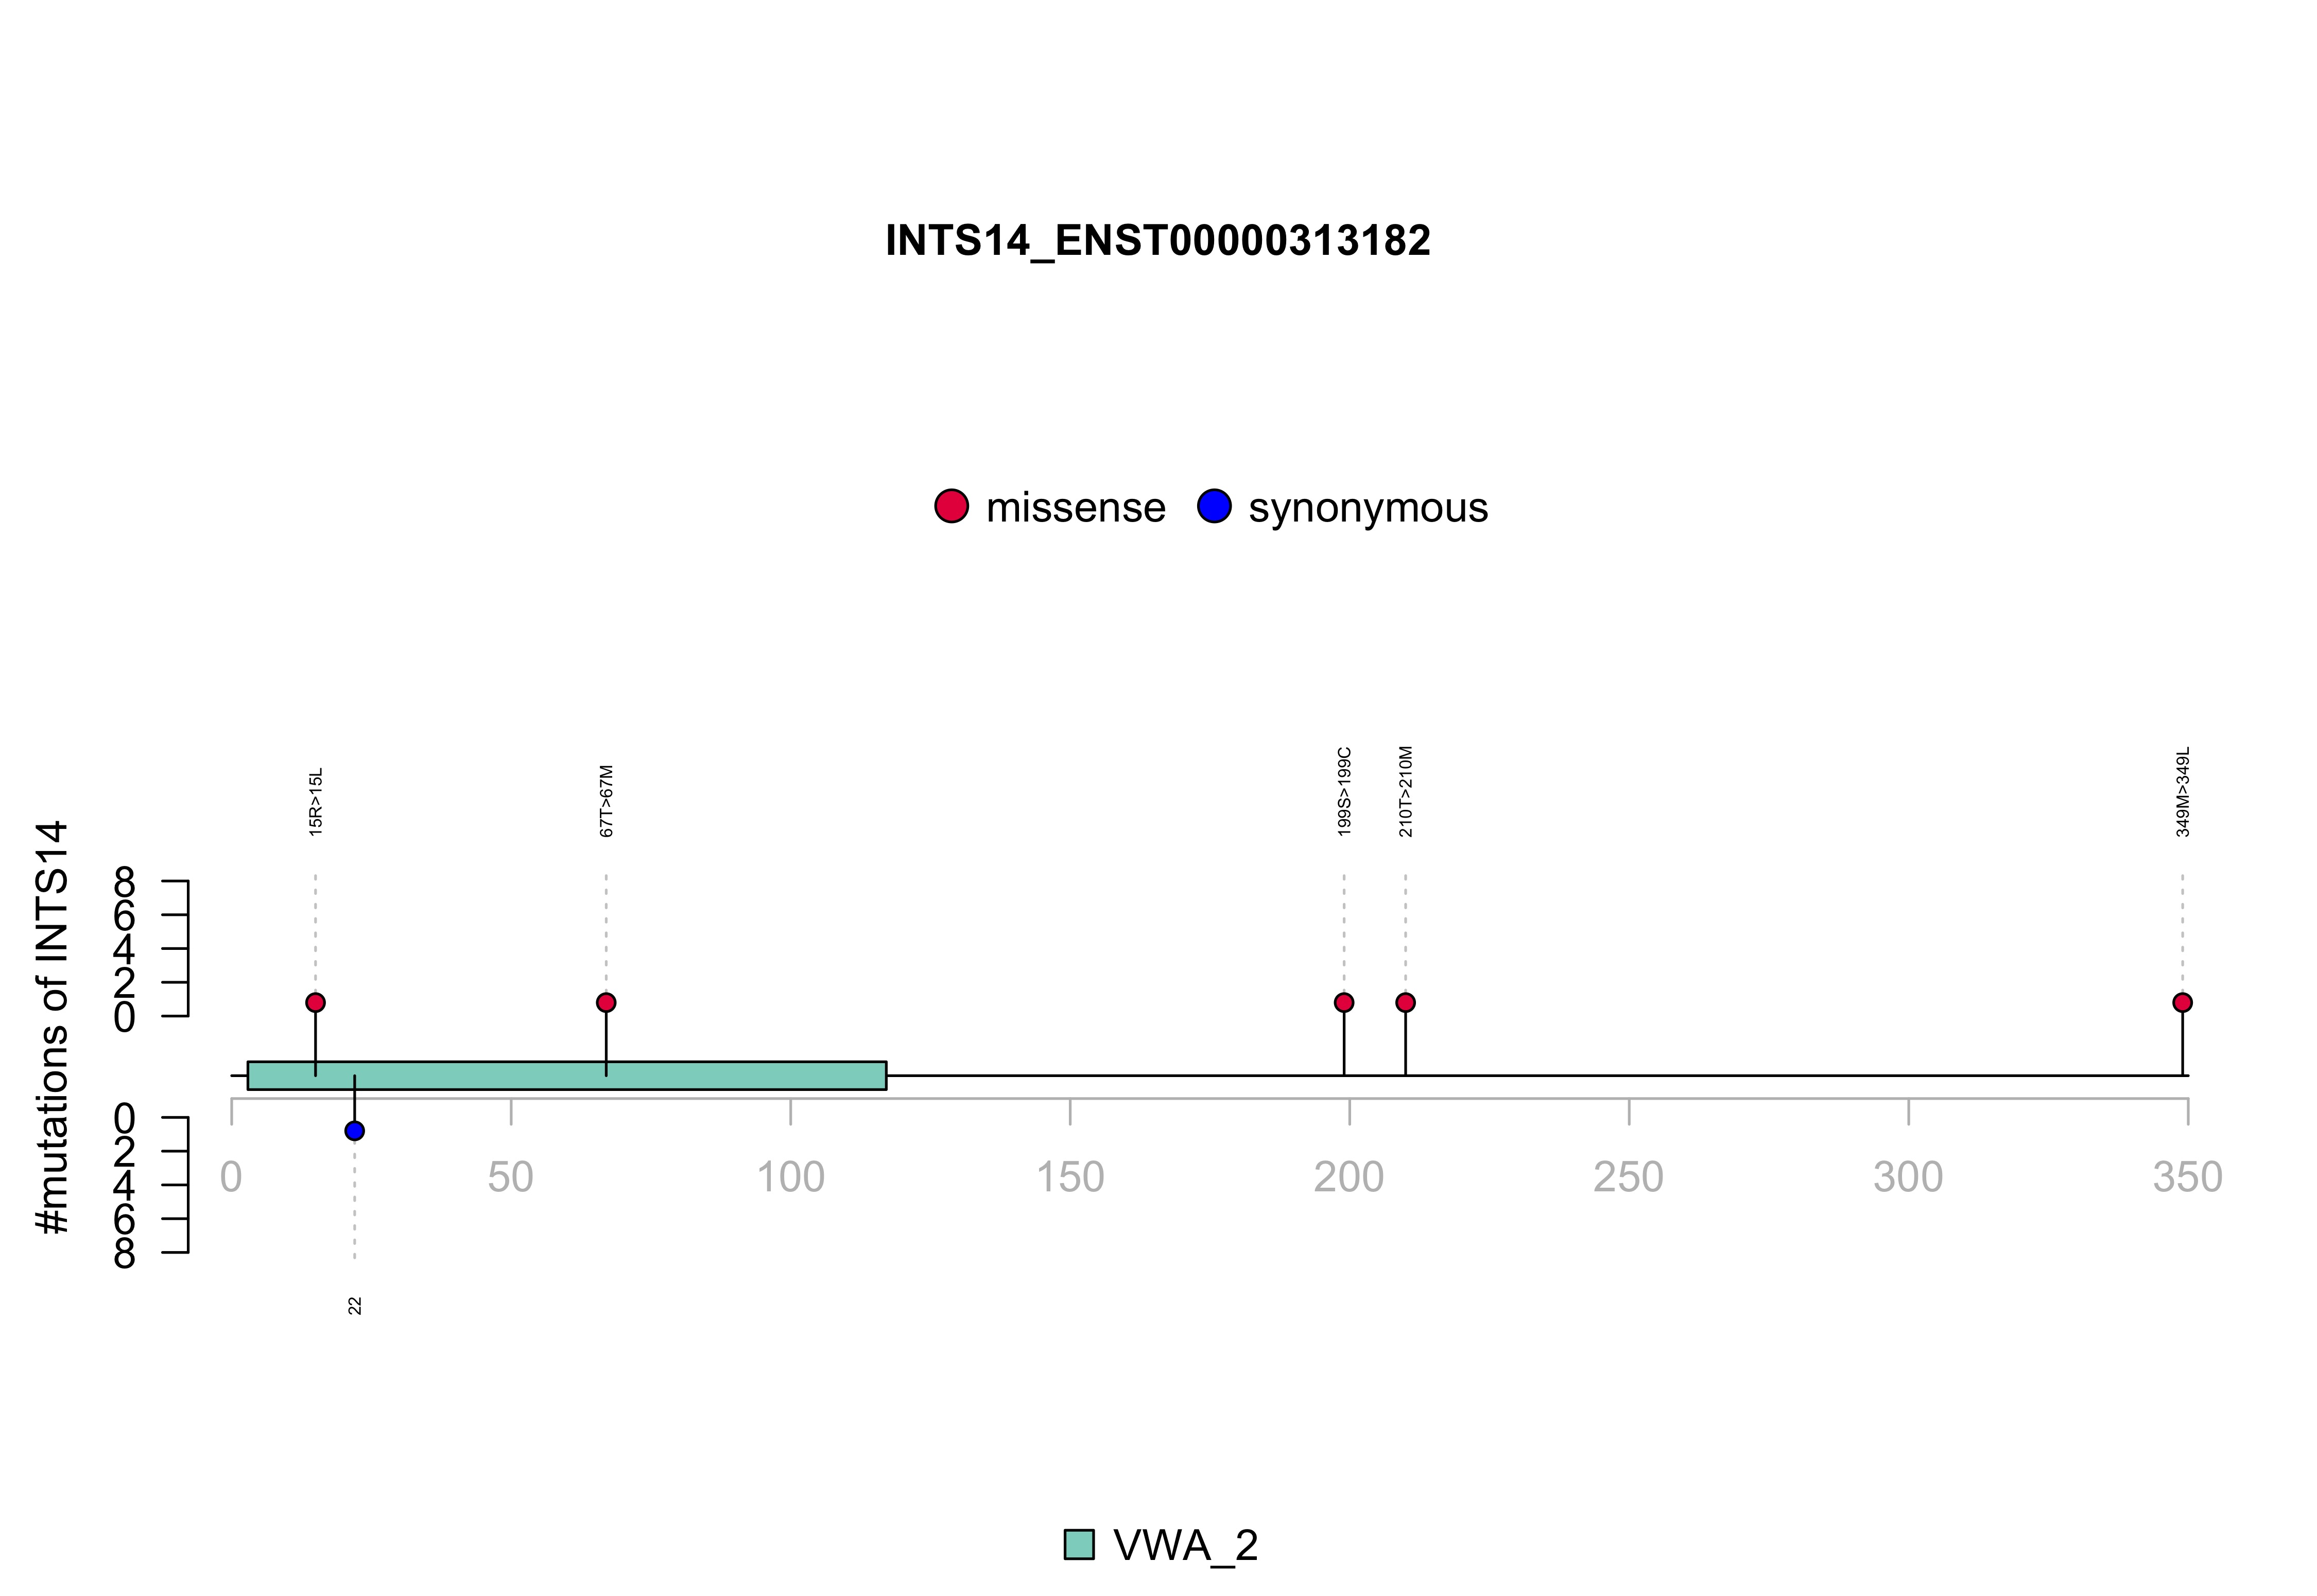 INTS14_ENST00000313182
missense synonymous
15R>15L 67T>67M 199S>199C 210T>210M 349M>349L
#mutations of INTS14
8
6
4
2
0
0
2
4
6
8
0 50 100 150 200 250 300 350
22
VWA_2